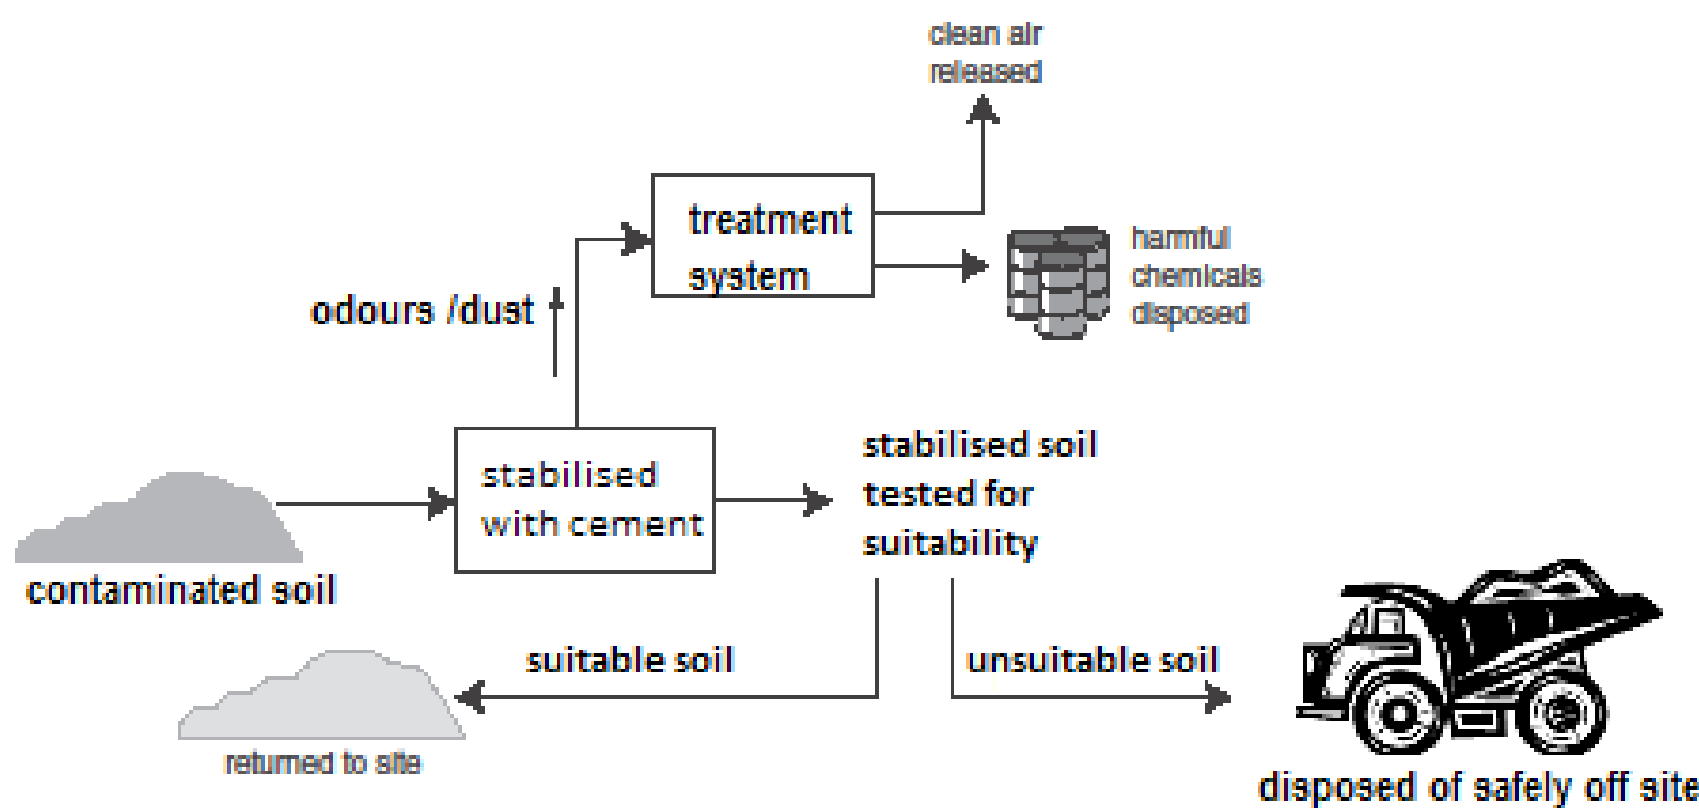 clean air
released
treatment
system
harmful
chemicals
disposed
odours /dust
stabilised
with cement
stabilised soil
tested for
suitability
contaminated soil
suitable soil
unsuitable soil
returned to site
disposed of safely off site